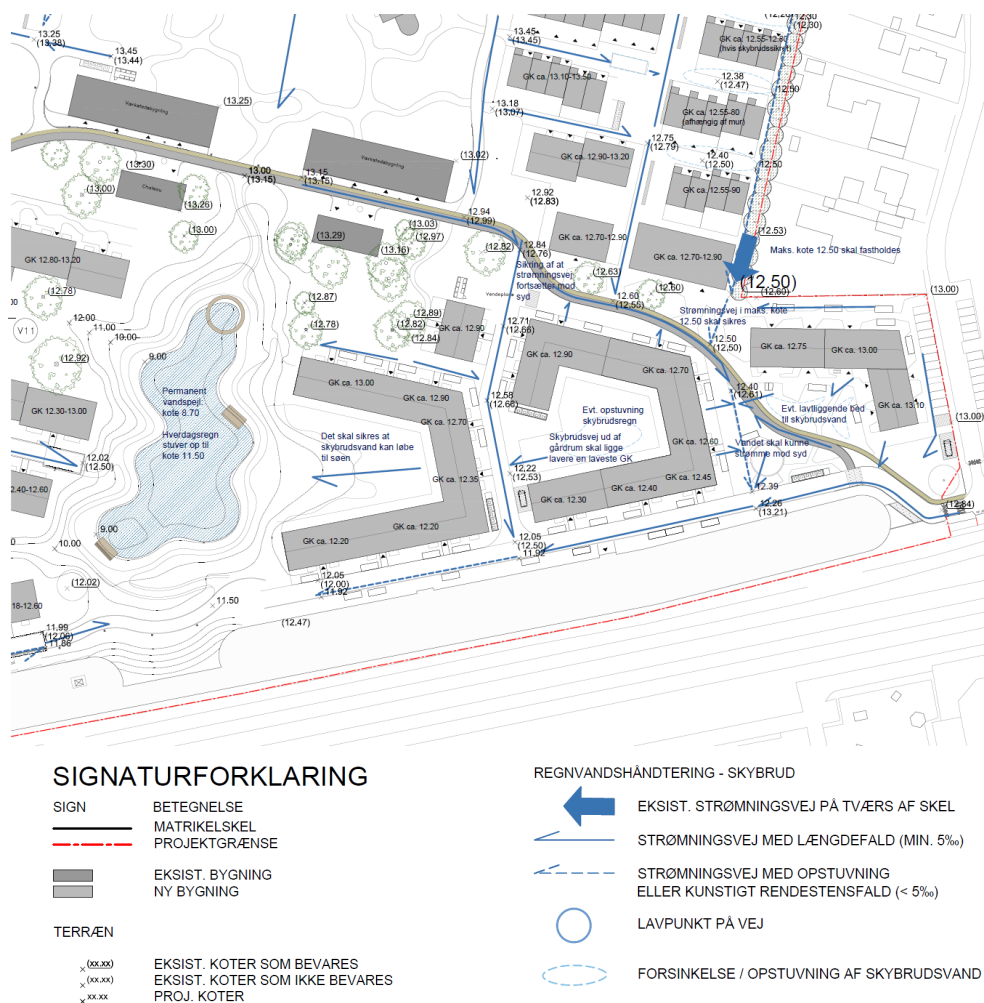 13.25
(13.38)
13.45
(13.44)
13.45
(13.45)
GK ca. 12.55-12.80
(hvis skybrudssikret)
12.30
(12.30)
Værkstedsbygning
(13.25)
GK ca. 13.10-13.50
12.38
(12.47)
12.50
13.18
(13.07)
GK ca. 12.55-80
(afhængig af mur)
12.75
(12.79)
Værkstedsbygning
(13.02)
GK ca. 12.90-13.20
12.40
(12.50)
12.50
(13.30)
13.00
(13.15)
13.15
(13.15)
GK ca. 12.55-90
(13.00)
Chateau
(13.26)
12.92
(12.83)
12.94
(12.99)
(13.00)
(13.29)
(13.03)
(12.97)
(13.16)
(12.82)
12.84
(12.76)
GK ca. 12.70-12.90
(12.53)
Maks. kote 12.50 skal fastholdes
GK 12.80-13.20
Sikring af at
strømningsvej
fortsætter mod
syd
(12.63)
GK ca. 12.70-12.90
(12.50)
(12.60)
(12.60)
(13.00)
(12.78)
Vendeplads
12.60
(12.55)
(12.87)
(12.89)
(12.82)
(12.84)
(12.78)
GK ca. 12.90
12.71
(12.66)
Strømningsvej i maks. kote
12.50 skal sikres
12.50
(12.50)
00
V11
12.00
11.00
10.00
9.00
(12.92)
GK ca. 12.90
GK ca. 12.70
GK ca. 12.75
GK ca. 13.00
GK ca. 13.00
GK ca. 12.90
GK ca. 12.70
12.58
(12.66)
12.40
(12.61)
GK ca. 13.10
(13.00)
GK 12.30-13.00
Permanent
vandspejl:
kote 8.70
Hverdagsregn
stuver op til
kote 11.50
Evt. opstuvning
skybrudsregn
Evt. lavtliggende bed
til skybrudsvand
Det skal sikres at
skybrudsvand kan løbe
til søen
Skybrudsvej ud af
gårdrum skal ligge
lavere en laveste GK
GK ca. 12.60
Vandet skal kunne
strømme mod syd
12.02
(12.50)
12.22
(12.53)
GK ca. 12.35
GK ca. 12.45
GK ca. 12.40
GK ca. 12.30
12.39
12.26
(13.21)
(12.84)
12.40-12.60
GK ca. 12.20
GK ca. 12.20
9.00
10.00
12.05
(12.50)
11.92
(12.02)
12.05
(12.00)
11.92
11.50
(12.47)
18-12.60
11.99
(12.06)
11.86
SIGNATURFORKLARING
SIGN BETEGNELSE
MATRIKELSKEL
PROJEKTGRÆNSE
EKSIST. BYGNING
NY BYGNING
TERRÆN
(xx.xx) EKSIST. KOTER SOM BEVARES
(xx.xx) EKSIST. KOTER SOM IKKE BEVARES
xx.xx PROJ. KOTER
REGNVANDSHÅNDTERING - SKYBRUD
EKSIST. STRØMNINGSVEJ PÅ TVÆRS AF SKEL
STRØMNINGSVEJ MED LÆNGDEFALD (MIN. 5‰)
STRØMNINGSVEJ MED OPSTUVNING
ELLER KUNSTIGT RENDESTENSFALD (< 5‰)
LAVPUNKT PÅ VEJ
FORSINKELSE / OPSTUVNING AF SKYBRUDSVAND